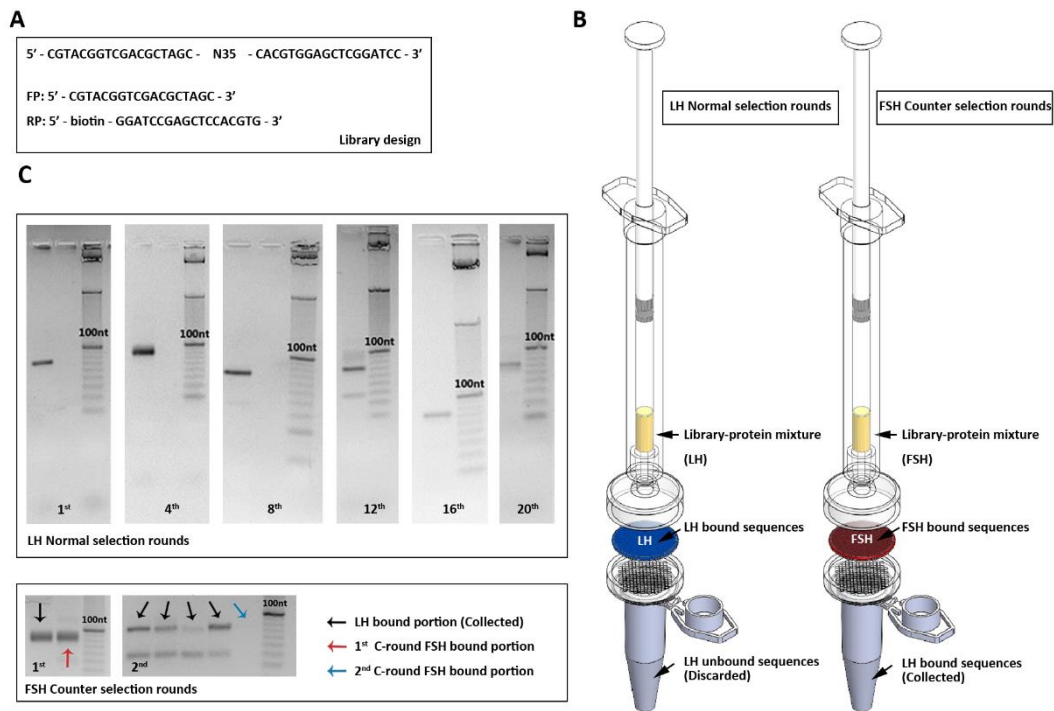 A
5’ - CGTACGGTCGACGCTAGC - N35 - CACGTGGAGCTCGGATCC - 3’
FP: 5’ - CGTACGGTCGACGCTAGC - 3’
RP: 5’ - biotin - GGATCCGAGCTCCACGTG - 3’
Library design
B
LH Normal selection rounds
FSH Counter selection rounds
Library-protein mixture
(LH)
Library-protein mixture
(FSH)
LH bound sequences
FSH bound sequences
LH
FSH
LH unbound sequences
(Discarded)
LH bound sequences
(Collected)
C
100nt
100nt
100nt
100nt
100nt
100nt
1st
4th
8th
12th
16th
20th
LH Normal selection rounds
100nt
100nt
1st
2nd
FSH Counter selection rounds
LH bound portion (Collected)
1st C-round FSH bound portion
2nd C-round FSH bound portion